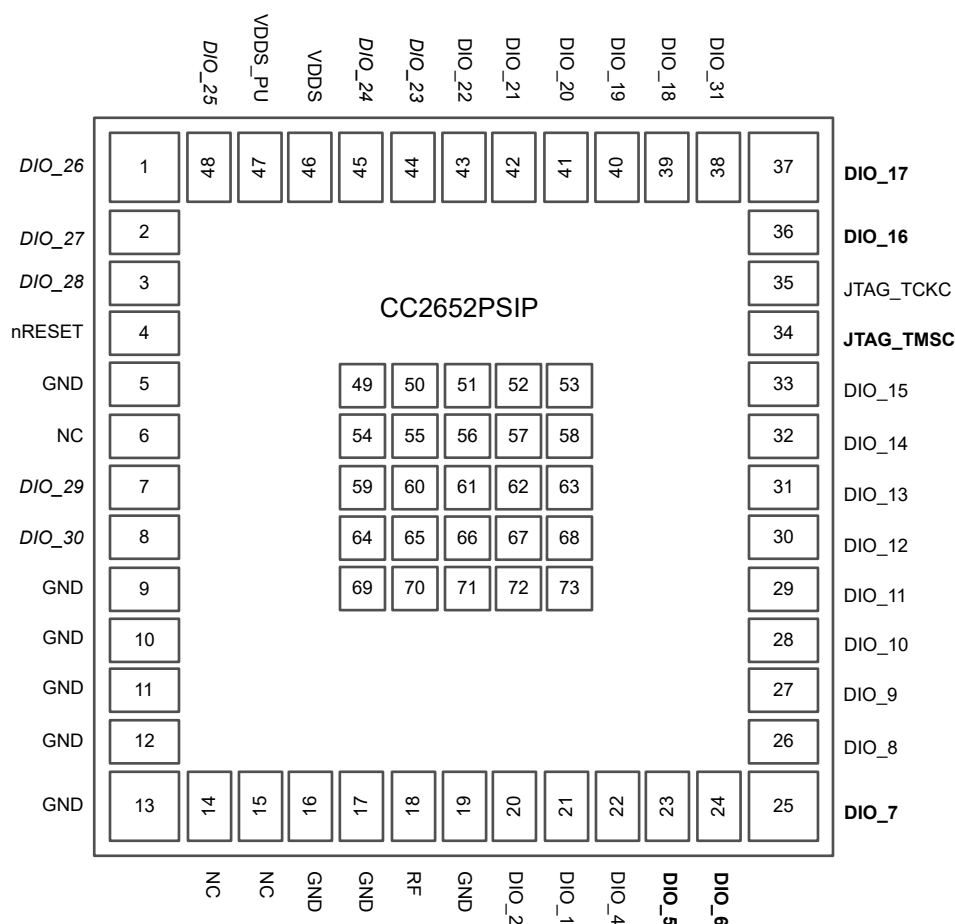 DIO_25
VDDS_PU
VDDS
DIO_24
DIO_23
DIO_22
DIO_21
DIO_20
DIO_19
DIO_18
DIO_31
DIO_26
1
48
47
46
45
44
43
42
41
40
39
38
37
DIO_17
DIO_27
2
36
DIO_16
DIO_28
3
35
JTAG_TCKC
CC2652PSIP
nRESET
4
34
JTAG_TMSC
GND
5
49
50
51
52
53
33
DIO_15
NC
6
54
55
56
57
58
32
DIO_14
DIO_29
7
59
60
61
62
63
31
DIO_13
DIO_30
8
64
65
66
67
68
30
DIO_12
GND
9
69
70
71
72
73
29
DIO_11
GND
10
28
DIO_10
GND
11
27
DIO_9
GND
12
26
DIO_8
GND
13
14
15
16
17
18
19
20
21
22
23
24
25
DIO_7
NC
NC
GND
GND
RF
GND
DIO_2
DIO_1
DIO_4
DIO_5
DIO_6